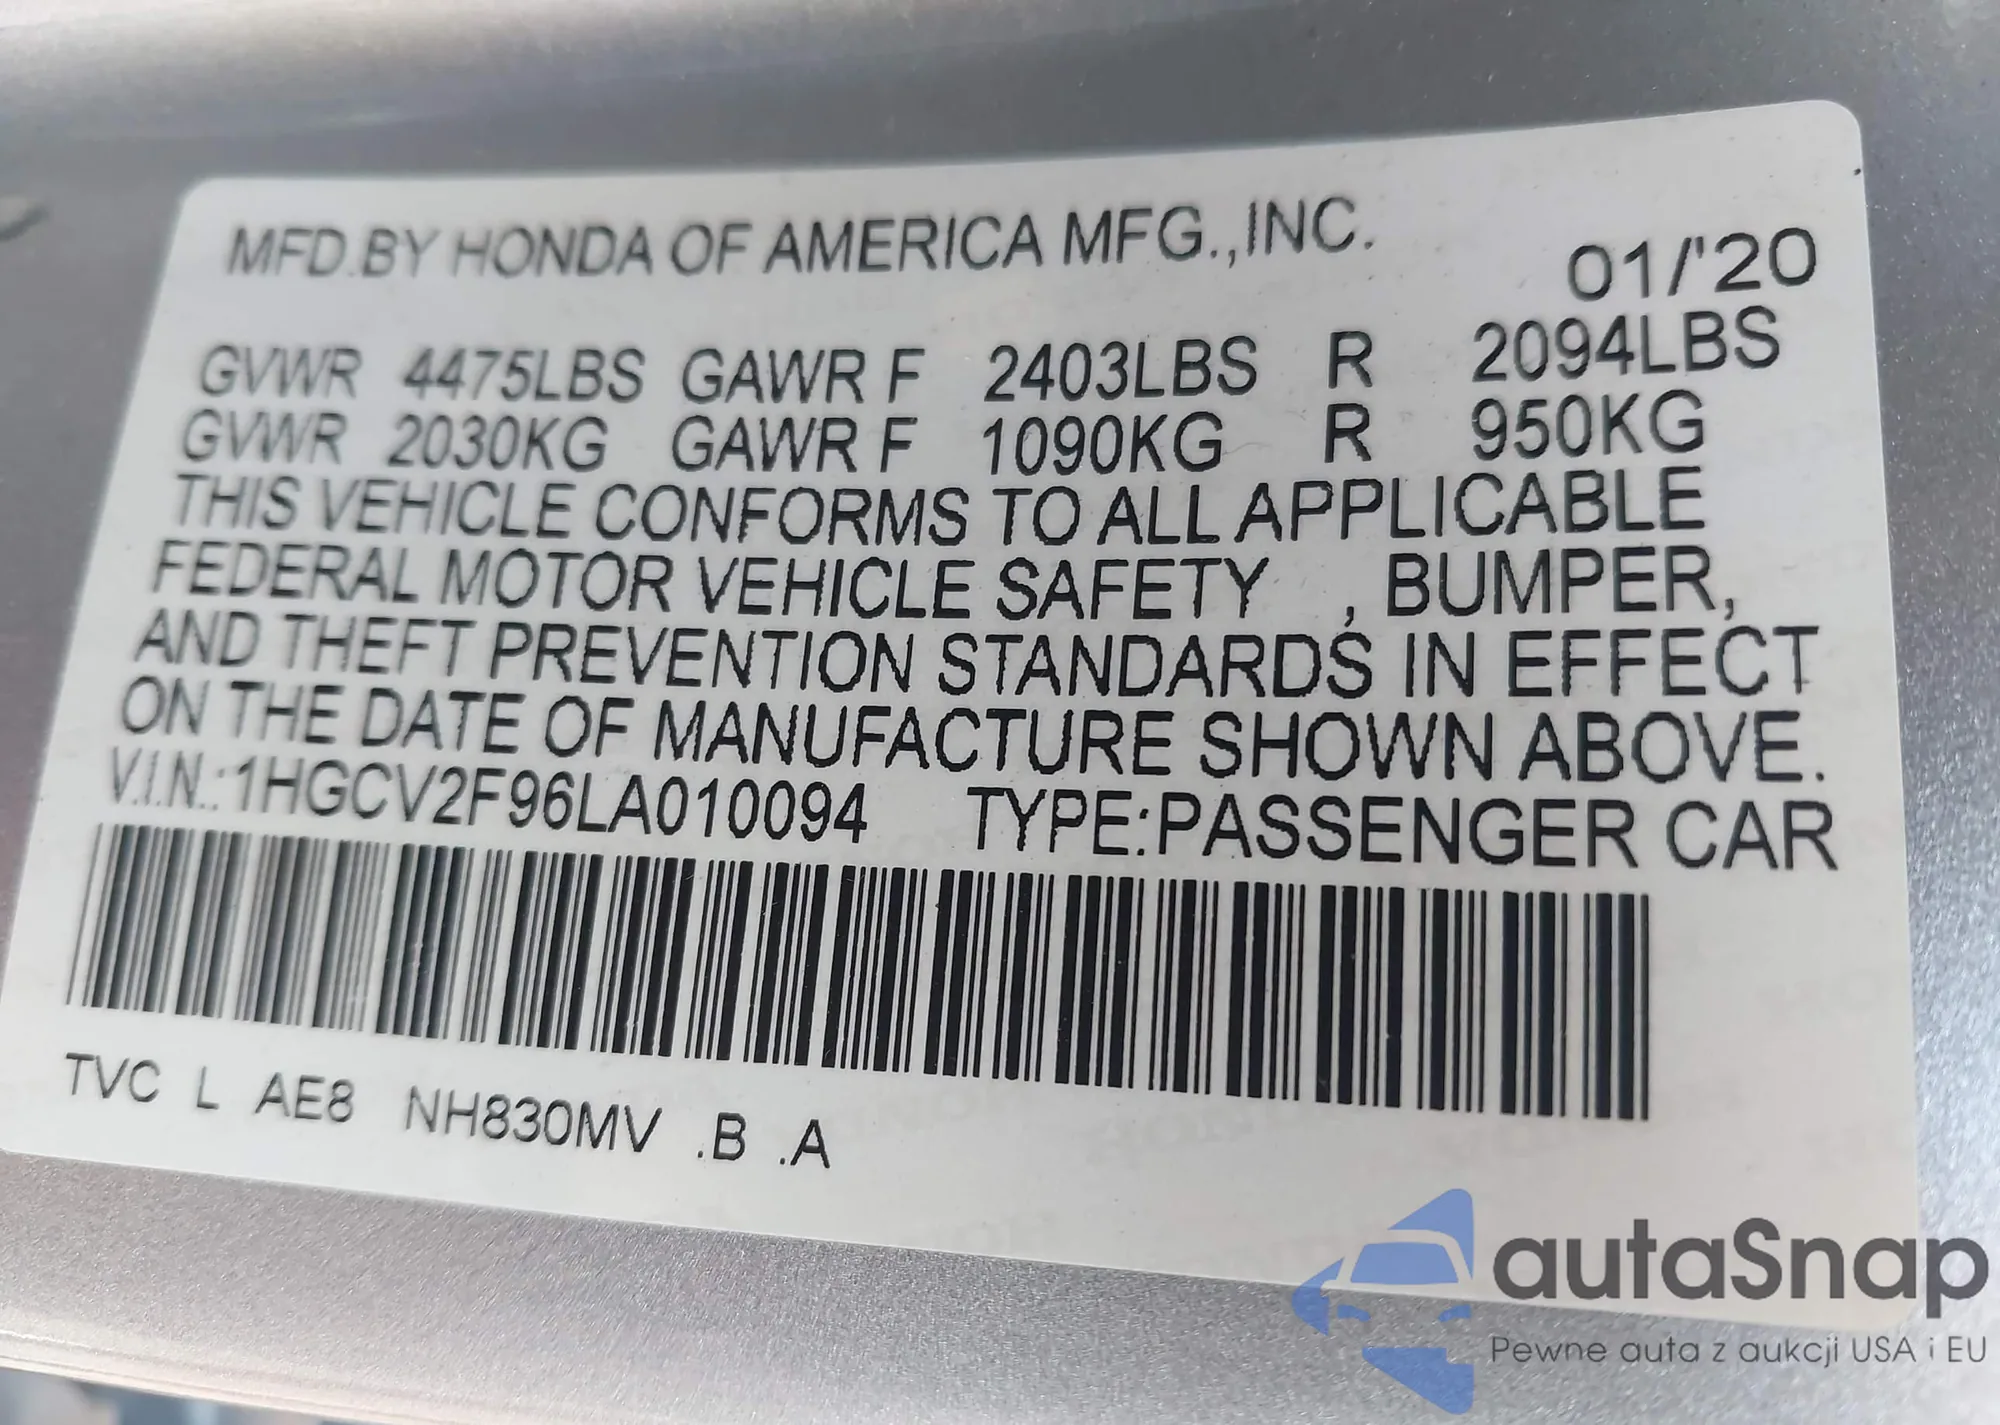 MFD.BY HONDA OF AMERICA MFG.,INC. 01/'20
GVWR 4475LBS GAWR F 2403LBS R 2094LBS
GVWR 2030KG GAWR F 1090KG R 950KG
THIS VEHICLE CONFORMS TO ALL APPLICABLE
FEDERAL MOTOR VEHICLE SAFETY , BUMPER,
AND THEFT PREVENTION STANDARDS IN EFFECT
ON THE DATE OF MANUFACTURE SHOWN ABOVE.
V.I.N.:1HGCV2F96LA010094 TYPE:PASSENGER CAR
TVC L AE8 NH830MV .B .A
autaSnap
Pewne auta z aukcji USA i EU